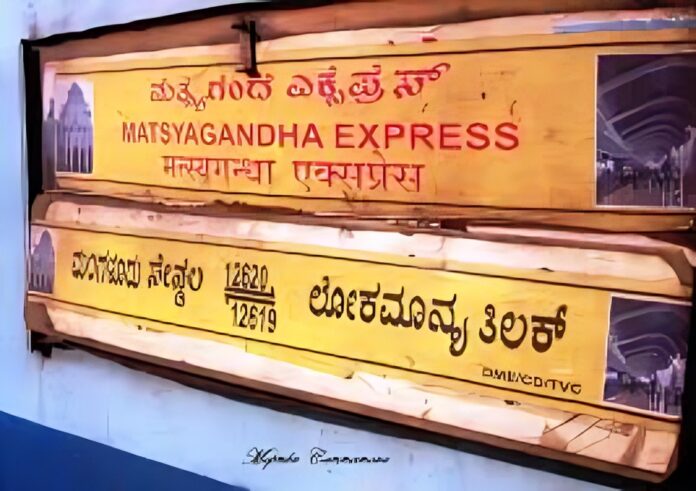 ಮತ್ಸ್ಯಗಂಧ ಎಕ್ಸ್‌ಪ್ರೆಸ್
MATSYAGANDHA EXPRESS
मत्स्यगन्धा एक्सप्रेस
ಮಂಗಳೂರು ಸೇಂಟ್ರಲ 12620 ಲೋಕಮಾನ್ಯ ತಿಲಕ್
12619